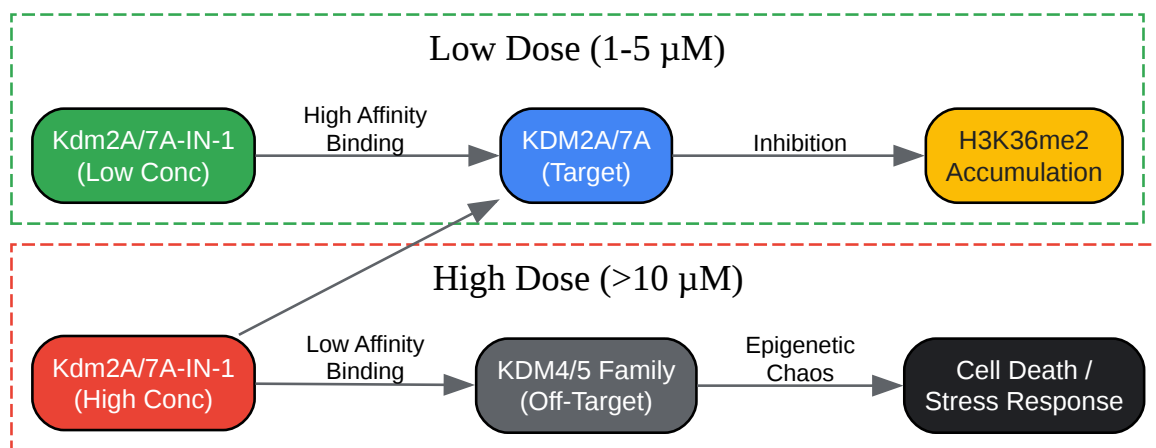 Low Dose (1-5 µM)
Kdm2A/7A-IN-1
(Low Conc)
High Affinity
Binding
KDM2A/7A
(Target)
Inhibition
H3K36me2
Accumulation
High Dose (>10 µM)
Kdm2A/7A-IN-1
(High Conc)
Low Affinity
Binding
KDM4/5 Family
(Off-Target)
Epigenetic
Chaos
Cell Death /
Stress Response